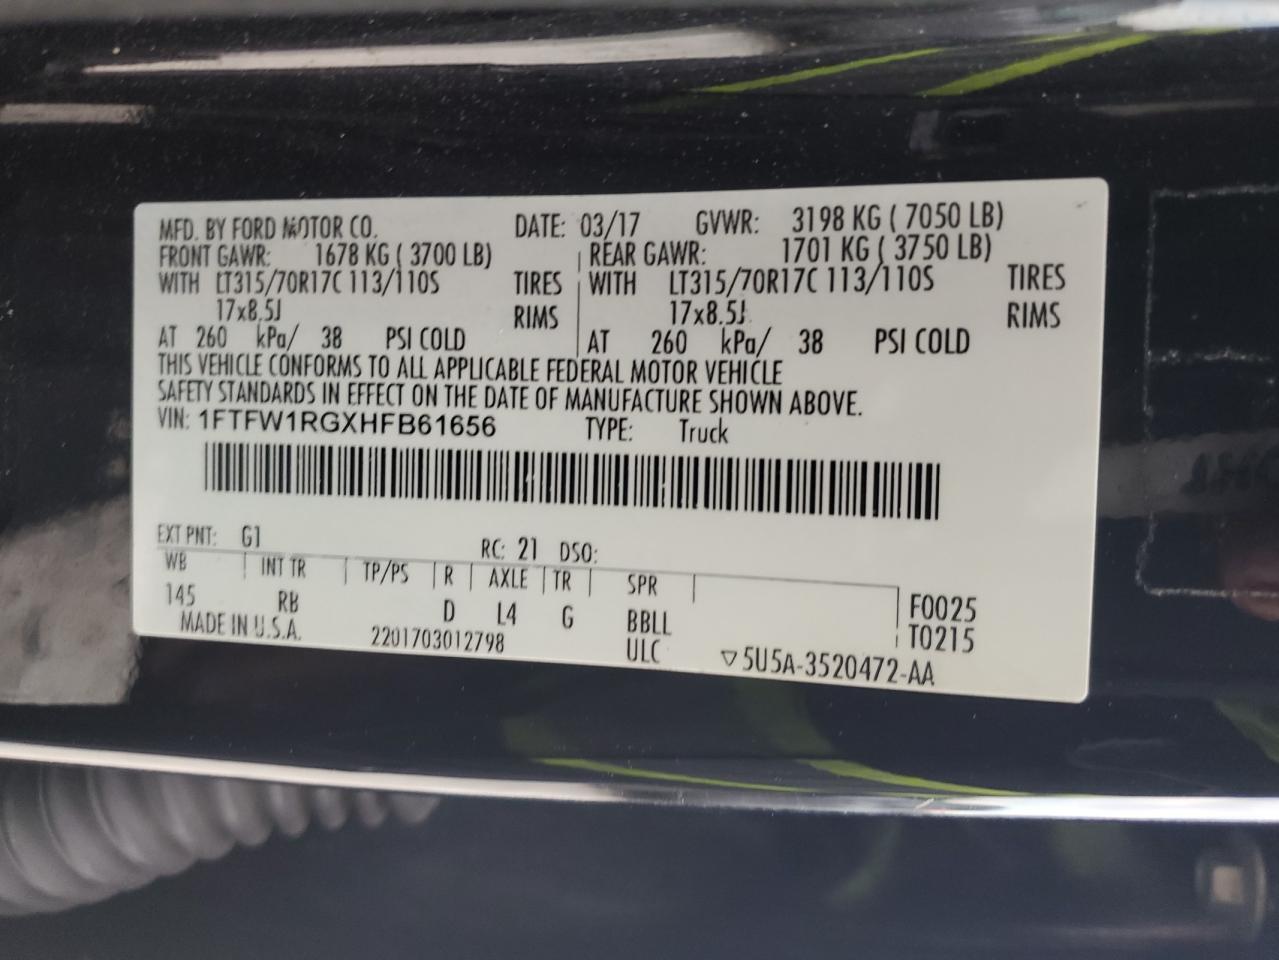 MFD. BY FORD MOTOR CO. DATE: 03/17 GVWR: 3198 KG ( 7050 LB)
FRONT GAWR: 1678 KG ( 3700 LB) REAR GAWR: 1701 KG ( 3750 LB)
WITH LT315/70R17C 113/110S TIRES WITH LT315/70R17C 113/110S TIRES
17x8.5J RIMS 17x8.5J RIMS
AT 260 kPa/ 38 PSI COLD AT 260 kPa/ 38 PSI COLD
THIS VEHICLE CONFORMS TO ALL APPLICABLE FEDERAL MOTOR VEHICLE
SAFETY STANDARDS IN EFFECT ON THE DATE OF MANUFACTURE SHOWN ABOVE.
VIN: 1FTFW1RGXHFB61656 TYPE: Truck
EXT PNT: G1 RC: 21 DSO:
WB INT TR TP/PS R AXLE TR SPR
145 RB D L4 G BBLL F0025
MADE IN U.S.A. 2201703012798 ULC T0215
▽5U5A-3520472-AA